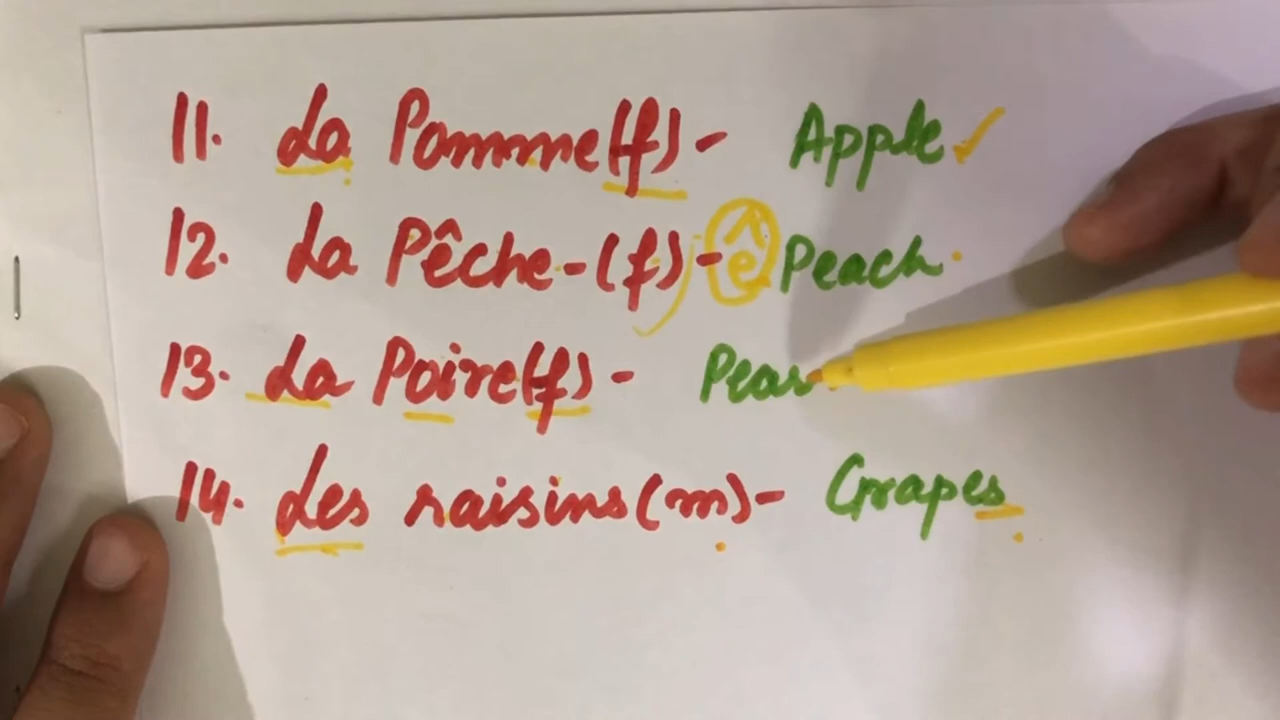 11. La Pomme(f) - Apple ✓
12. La Pêche - (f) - ê Peach
13. La Poire(f) - Pear
14. Les raisins(m) - Grapes